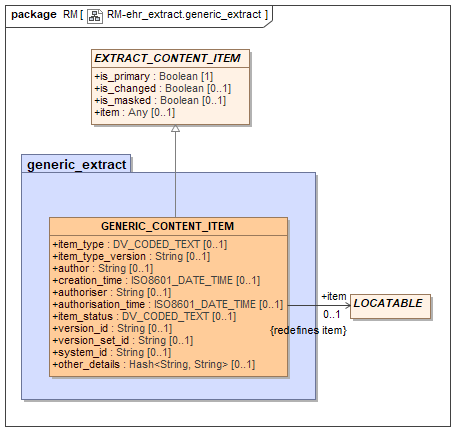 package RM [ RM-ehr_extract.generic_extract ]
EXTRACT_CONTENT_ITEM
+is_primary : Boolean [1]
+is_changed : Boolean [0..1]
+is_masked : Boolean [0..1]
+item : Any [0..1]
generic_extract
GENERIC_CONTENT_ITEM
+item_type : DV_CODED_TEXT [0..1]
+item_type_version : String [0..1]
+author : String [0..1]
+creation_time : ISO8601_DATE_TIME [0..1]
+authoriser : String [0..1]
+authorisation_time : ISO8601_DATE_TIME [0..1]
+item_status : DV_CODED_TEXT [0..1]
+version_id : String [0..1]
+version_set_id : String [0..1]
+system_id : String [0..1]
+other_details : Hash<String, String> [0..1]
+item
0..1
{redefines item}
LOCATABLE